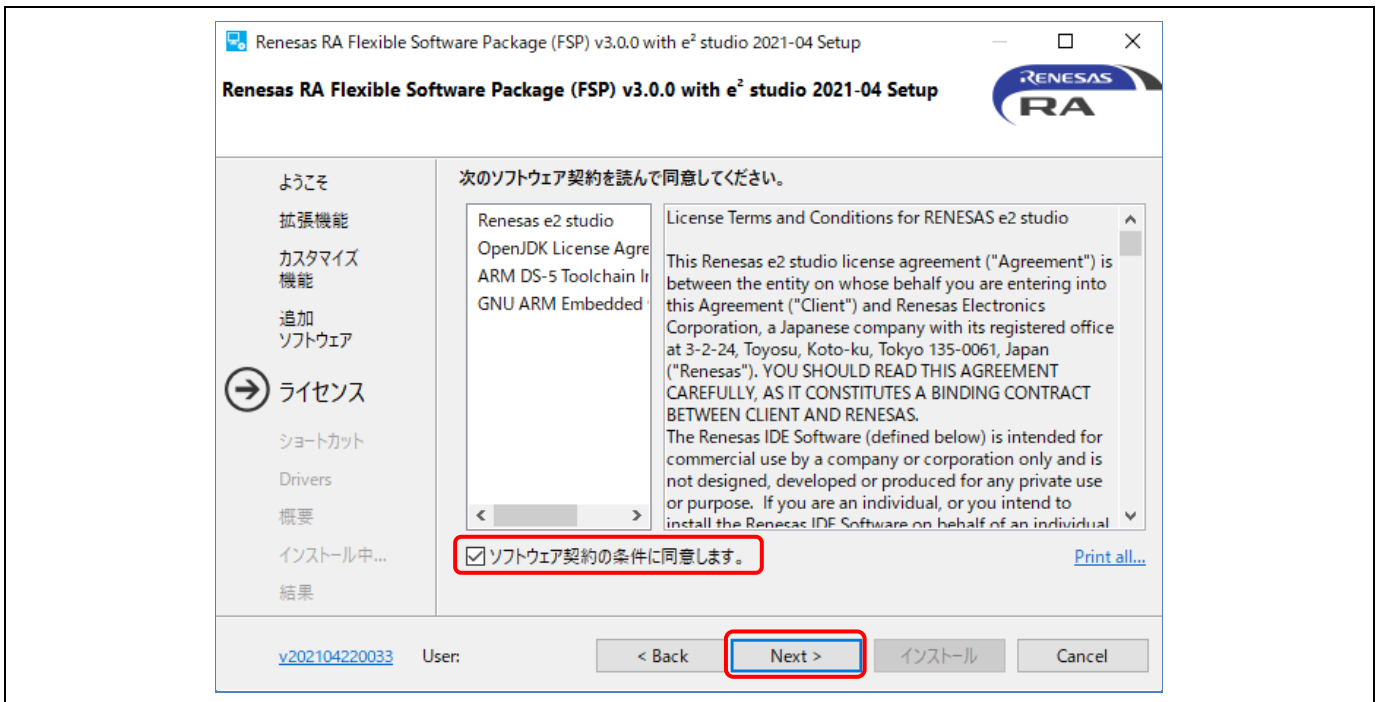 Renesas RA Flexible Software Package (FSP) v3.0.0 with e² studio 2021-04 Setup
Renesas RA Flexible Software Package (FSP) v3.0.0 with e² studio 2021-04 Setup
RENESAS
RA
ようこそ
拡張機能
カスタマイズ
機能
追加
ソフトウェア
ライセンス
ショートカット
Drivers
概要
インストール中...
結果
次のソフトウェア契約を読んで同意してください。
Renesas e2 studio
OpenJDK License Agre
ARM DS-5 Toolchain Ir
GNU ARM Embedded
License Terms and Conditions for RENESAS e2 studio
This Renesas e2 studio license agreement ("Agreement") is
between the entity on whose behalf you are entering into
this Agreement ("Client") and Renesas Electronics
Corporation, a Japanese company with its registered office
at 3-2-24, Toyosu, Koto-ku, Tokyo 135-0061, Japan
("Renesas"). YOU SHOULD READ THIS AGREEMENT
CAREFULLY, AS IT CONSTITUTES A BINDING CONTRACT
BETWEEN CLIENT AND RENESAS.
The Renesas IDE Software (defined below) is intended for
commercial use by a company or corporation only and is
not designed, developed or produced for any private use
or purpose. If you are an individual, or you intend to
install the Renesas IDE Software on behalf of an individual
ソフトウェア契約の条件に同意します。
Print all...
v202104220033 User:
< Back
Next >
インストール
Cancel